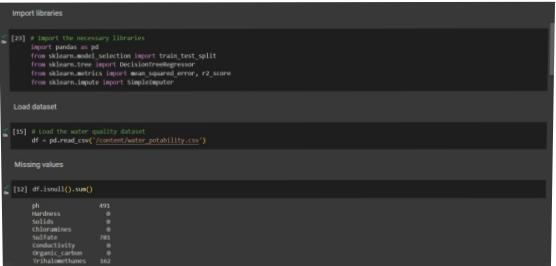 Import libraries
[23] # Import the necessary libraries
import pandas as pd
from sklearn.model_selection import train_test_split
from sklearn.tree import DecisionTreeRegressor
from sklearn.metrics import mean_squared_error, r2_score
from sklearn.impute import SimpleImputer
Load dataset
[15] # Load the water quality dataset
df = pd.read_csv('/content/water_potability.csv')
Missing values
[12] df.isnull().sum()
ph 491
Hardness 0
Solids 0
Chloramines 0
Sulfate 781
Conductivity 0
Organic_carbon 0
Trihalomethanes 162